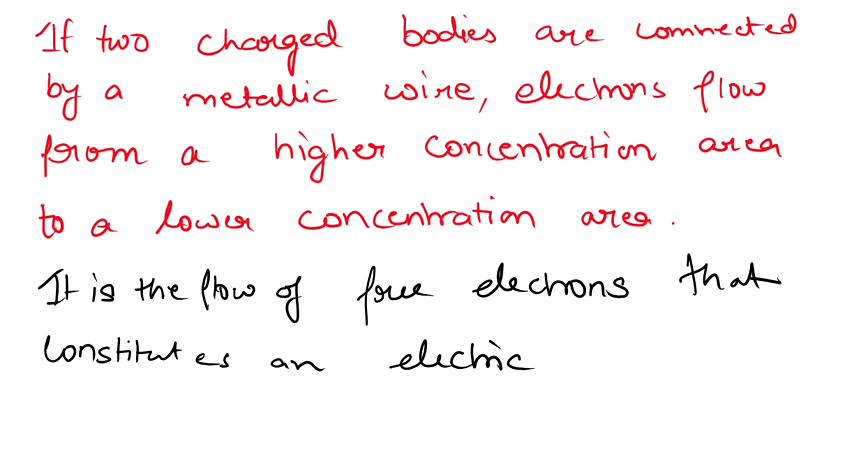 If two charged bodies are connected
by a metallic wire, electrons flow
from a higher concentration area
to a lower concentration area.
It is the flow of free electrons that
constitutes an electric